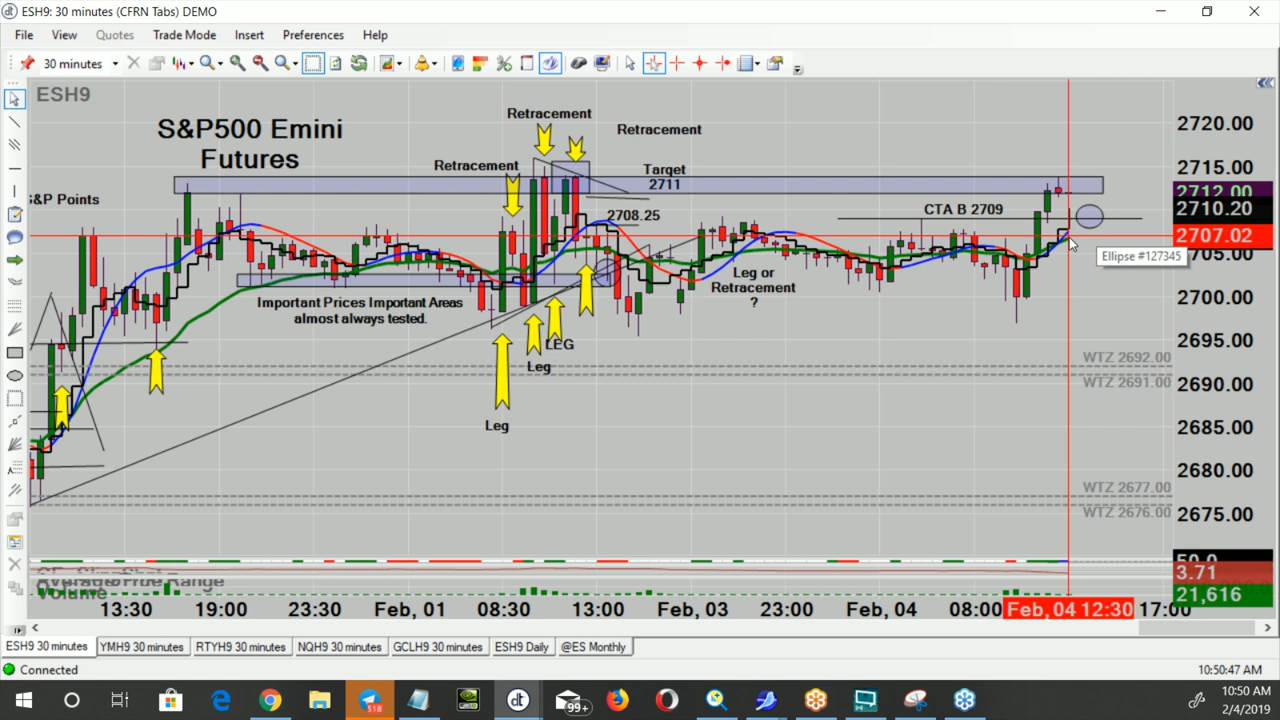 ESH9: 30 minutes (CFRN Tabs) DEMO
File View Quotes Trade Mode Insert Preferences Help
30 minutes
ESH9
S&P500 Emini
Futures
Retracement
Retracement
Retracement
Target
2711
&P Points
2708.25
CTA B 2709
Important Prices Important Areas
almost always tested.
Leg or
Retracement
?
LEG
Leg
Leg
Ellipse #127345
WTZ 2692.00
WTZ 2691.00
WTZ 2677.00
WTZ 2676.00
2720.00
2715.00
2712.00
2710.20
2707.02
2705.00
2700.00
2695.00
2690.00
2685.00
2680.00
2675.00
50.0
3.71
21,616
Average True Range
Volume
13:30 19:00 23:30 Feb, 01 08:30 13:00 Feb, 03 23:00 Feb, 04 08:00 Feb, 04 12:30 17:00
ESH9 30 minutes YMH9 30 minutes RTYH9 30 minutes NQH9 30 minutes GCLH9 30 minutes ESH9 Daily @ES Monthly
Connected
10:50:47 AM
518
99+
10:50 AM
2/4/2019